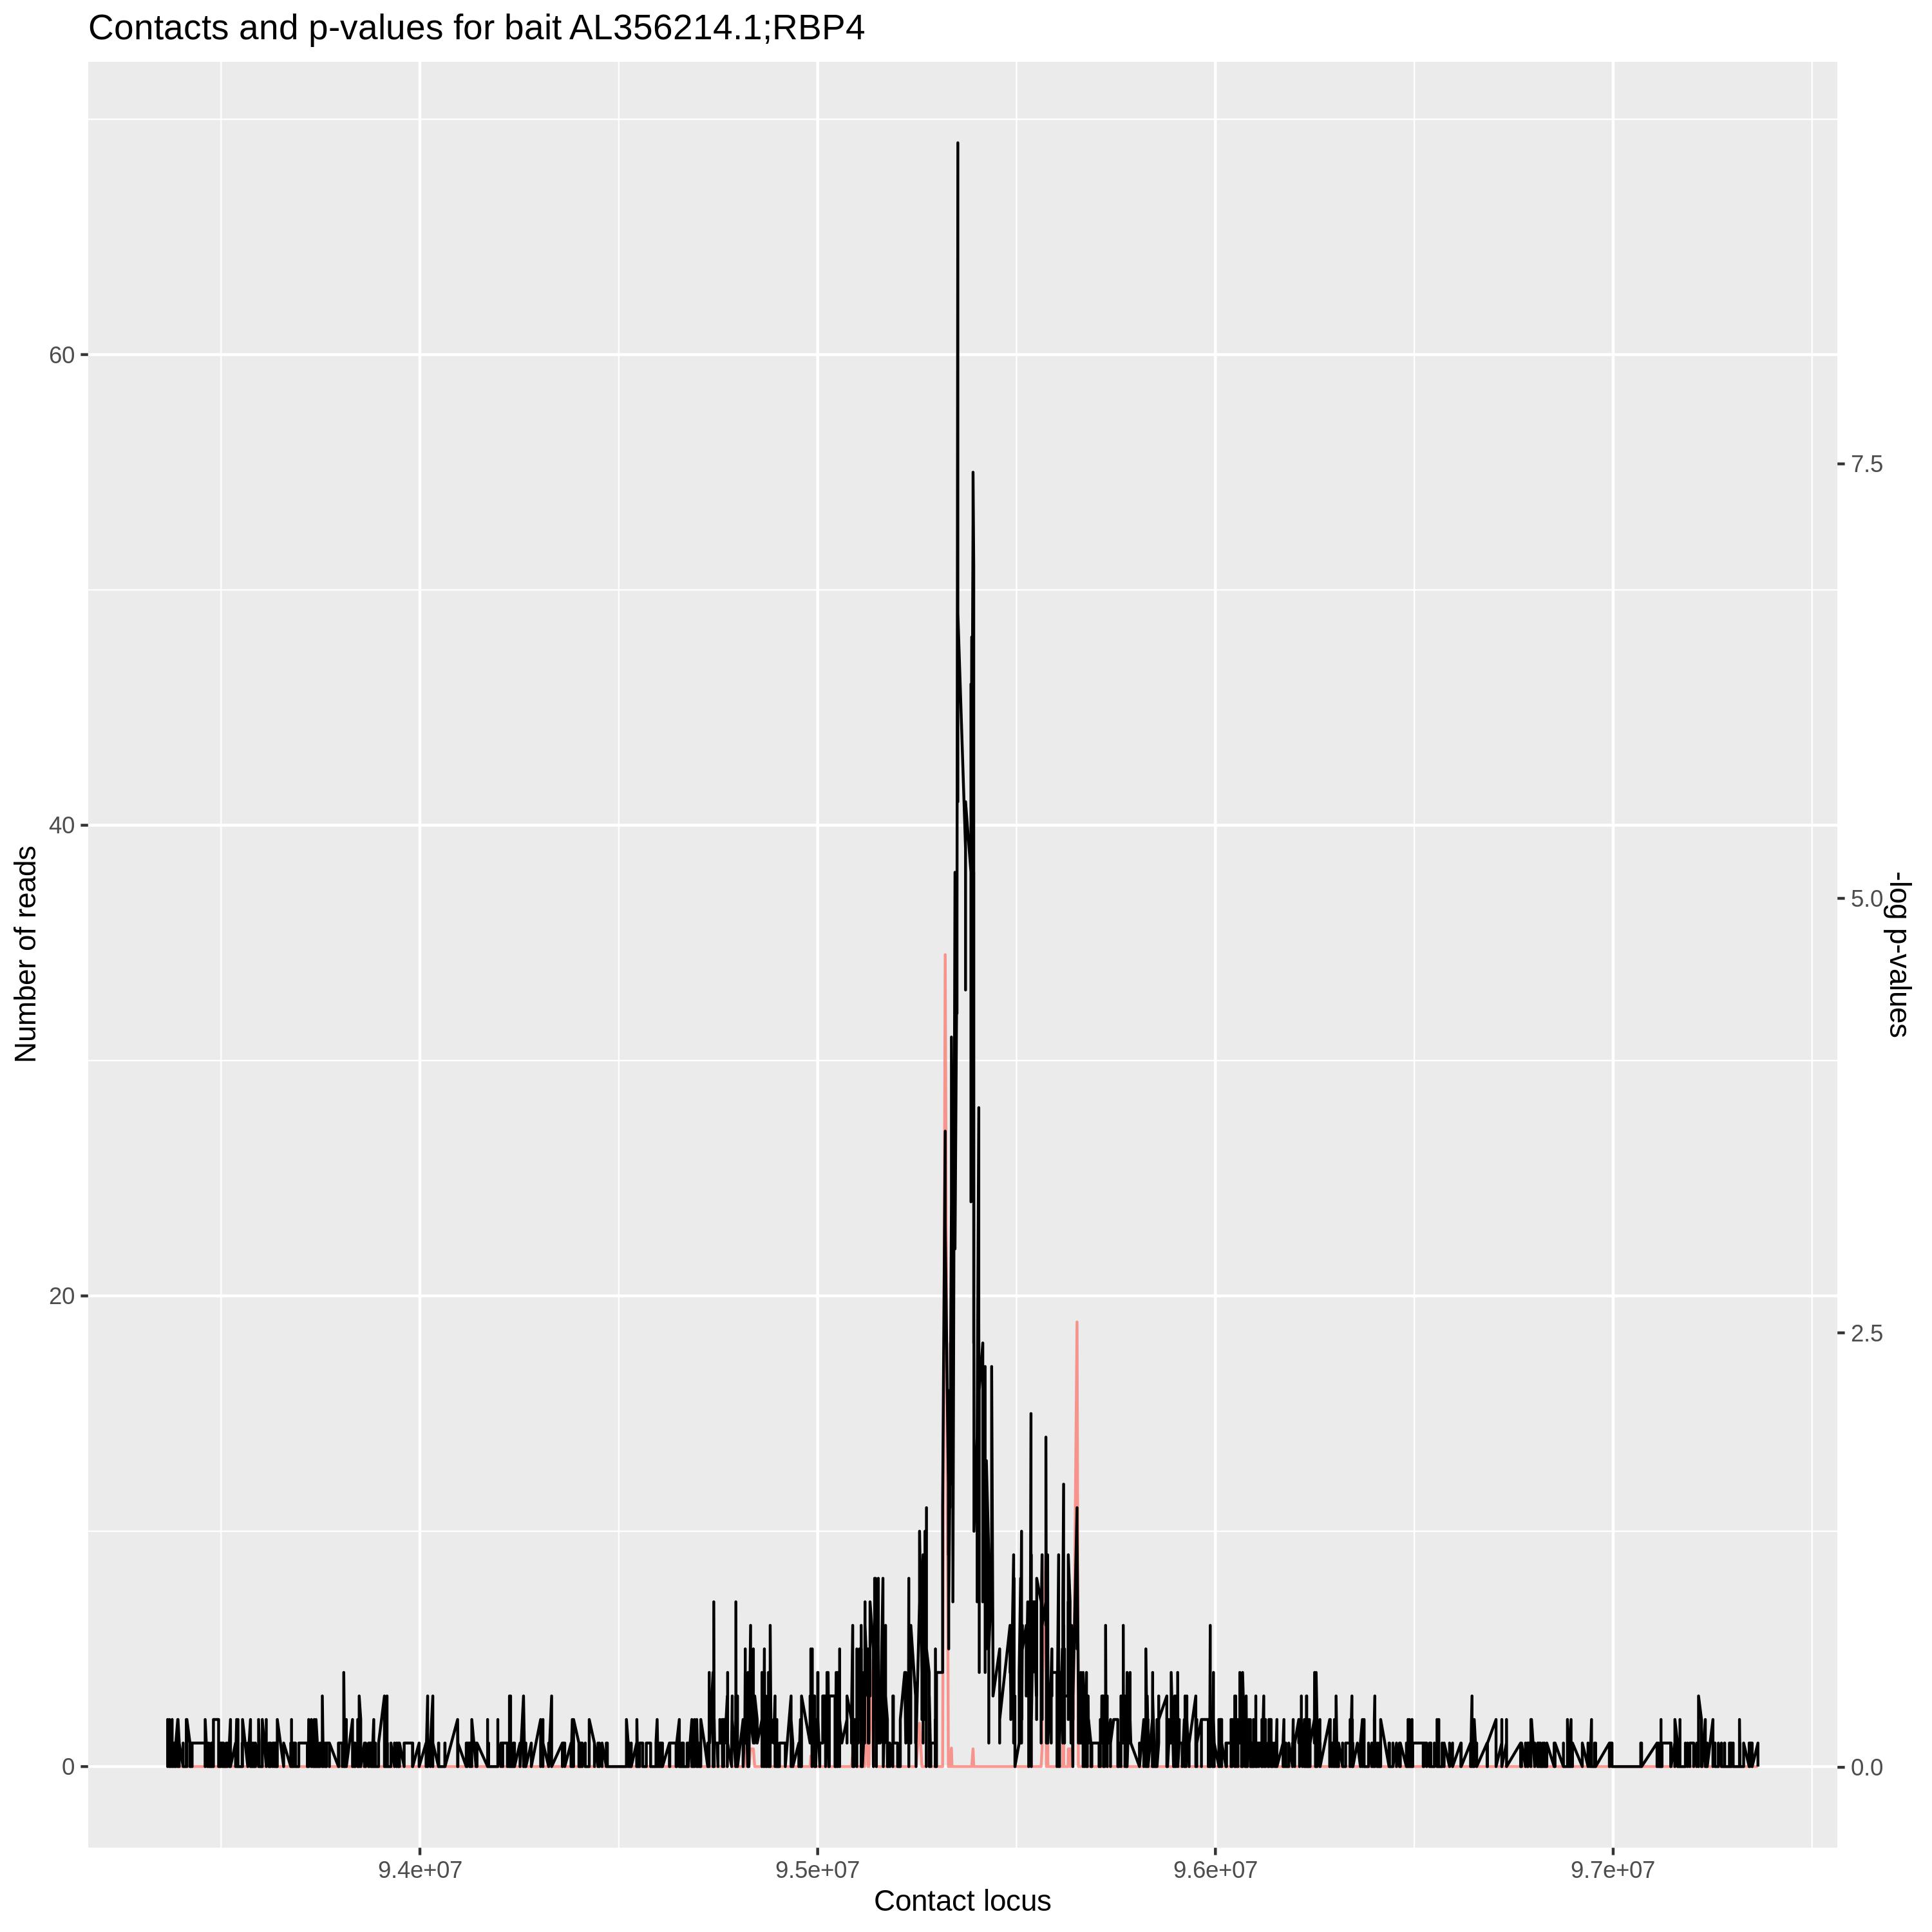 Contacts and p-values for bait AL356214.1;RBP4
60
40
20
0
Number of reads
7.5
5.0
2.5
0.0
-log p-values
9.4e+07
9.5e+07
9.6e+07
9.7e+07
Contact locus